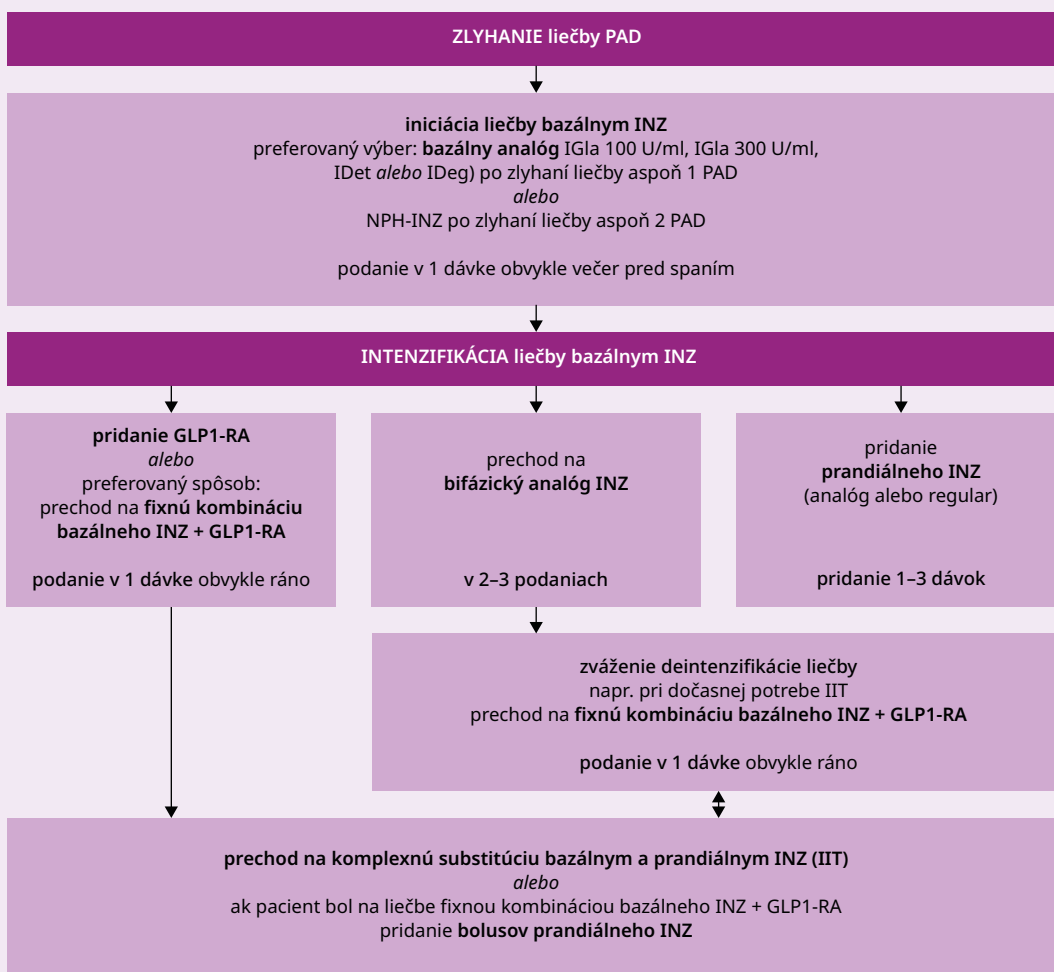 ZLYHANIE liečby PAD
iniciácia liečby bazálnym INZ
preferovaný výber: bazálny analóg IGla 100 U/ml, IGla 300 U/ml,
IDet alebo IDeg) po zlyhaní liečby aspoň 1 PAD
alebo
NPH-INZ po zlyhaní liečby aspoň 2 PAD
podanie v 1 dávke obvykle večer pred spaním
INTENZIFIKÁCIA liečby bazálnym INZ
pridanie GLP1-RA
alebo
preferovaný spôsob:
prechod na fixnú kombináciu
bazálneho INZ + GLP1-RA
podanie v 1 dávke obvykle ráno
prechod na
bifázický analóg INZ
v 2–3 podaniach
pridanie
prandiálneho INZ
(analóg alebo regular)
pridanie 1–3 dávok
zváženie deintenzifikácie liečby
napr. pri dočasnej potrebe IIT
prechod na fixnú kombináciu bazálneho INZ + GLP1-RA
podanie v 1 dávke obvykle ráno
prechod na komplexnú substitúciu bazálnym a prandiálnym INZ (IIT)
alebo
ak pacient bol na liečbe fixnou kombináciou bazálneho INZ + GLP1-RA
pridanie bolusov prandiálneho INZ